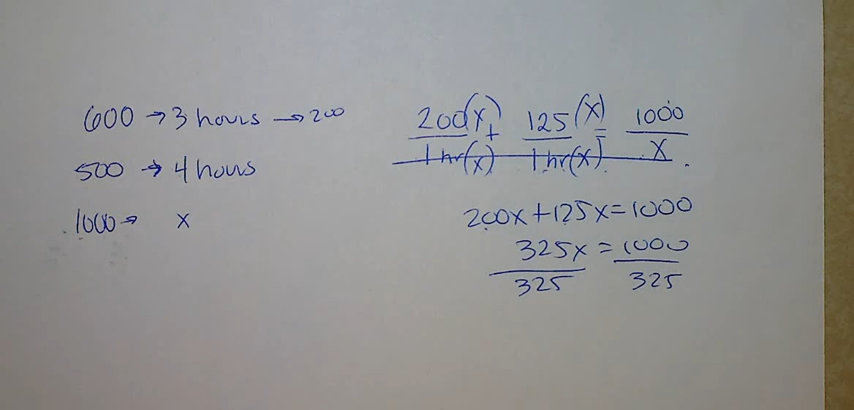 600 → 3 hours → 200
500 → 4 hours
1000 → x
200(x) + 125(x) = 1000
1hr(x) 1hr(x) x
200x+125x=1000
325x = 1000
325 325